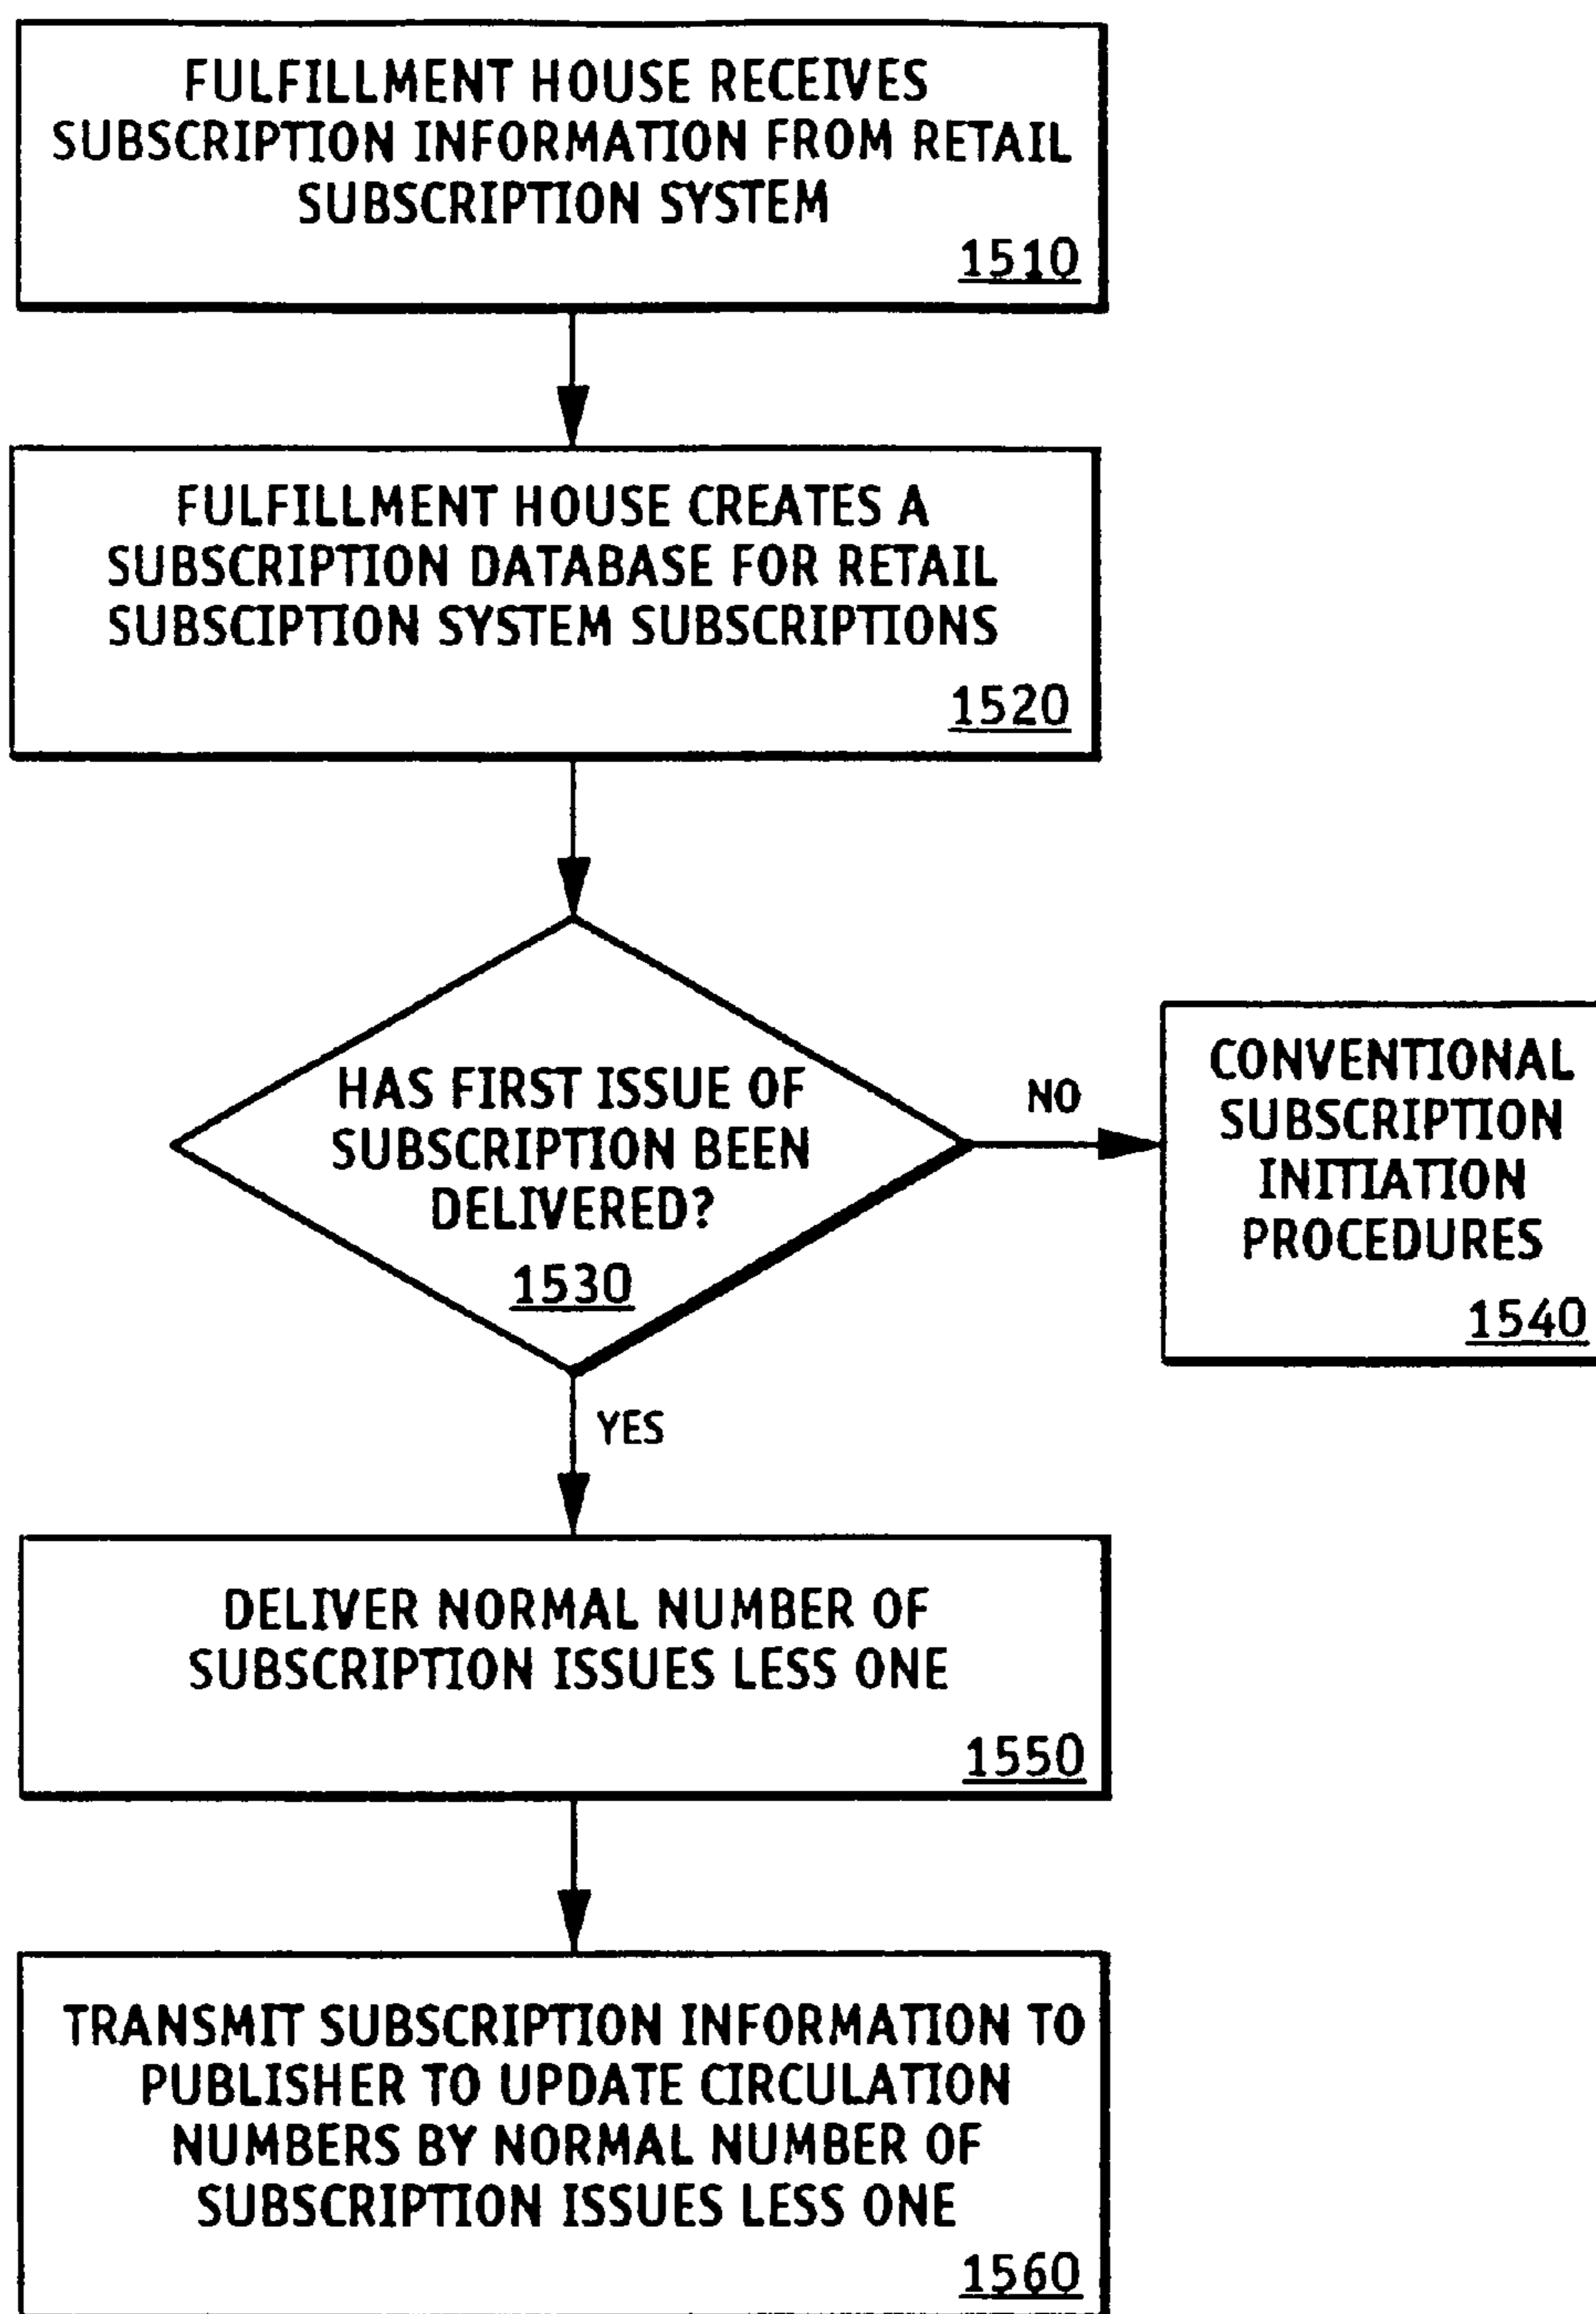 FULFILLMENT HOUSE RECEIVES
SUBSCRIPTION INFORMATION FROM RETAIL
SUBSCRIPTION SYSTEM
1510
FULFILLMENT HOUSE CREATES A
SUBSCRIPTION DATABASE FOR RETAIL
SUBSCIPTION SYSTEM SUBSCRIPTIONS
1520
HAS FIRST ISSUE OF
SUBSCRIPTION BEEN
DELIVERED?
1530
NO
CONVENTIONAL
SUBSCRIPTION
INITIATION
PROCEDURES
1540
YES
DELIVER NORMAL NUMBER OF
SUBSCRIPTION ISSUES LESS ONE
1550
TRANSMIT SUBSCRIPTION INFORMATION TO
PUBLISHER TO UPDATE CIRCULATION
NUMBERS BY NORMAL NUMBER OF
SUBSCRIPTION ISSUES LESS ONE
1560